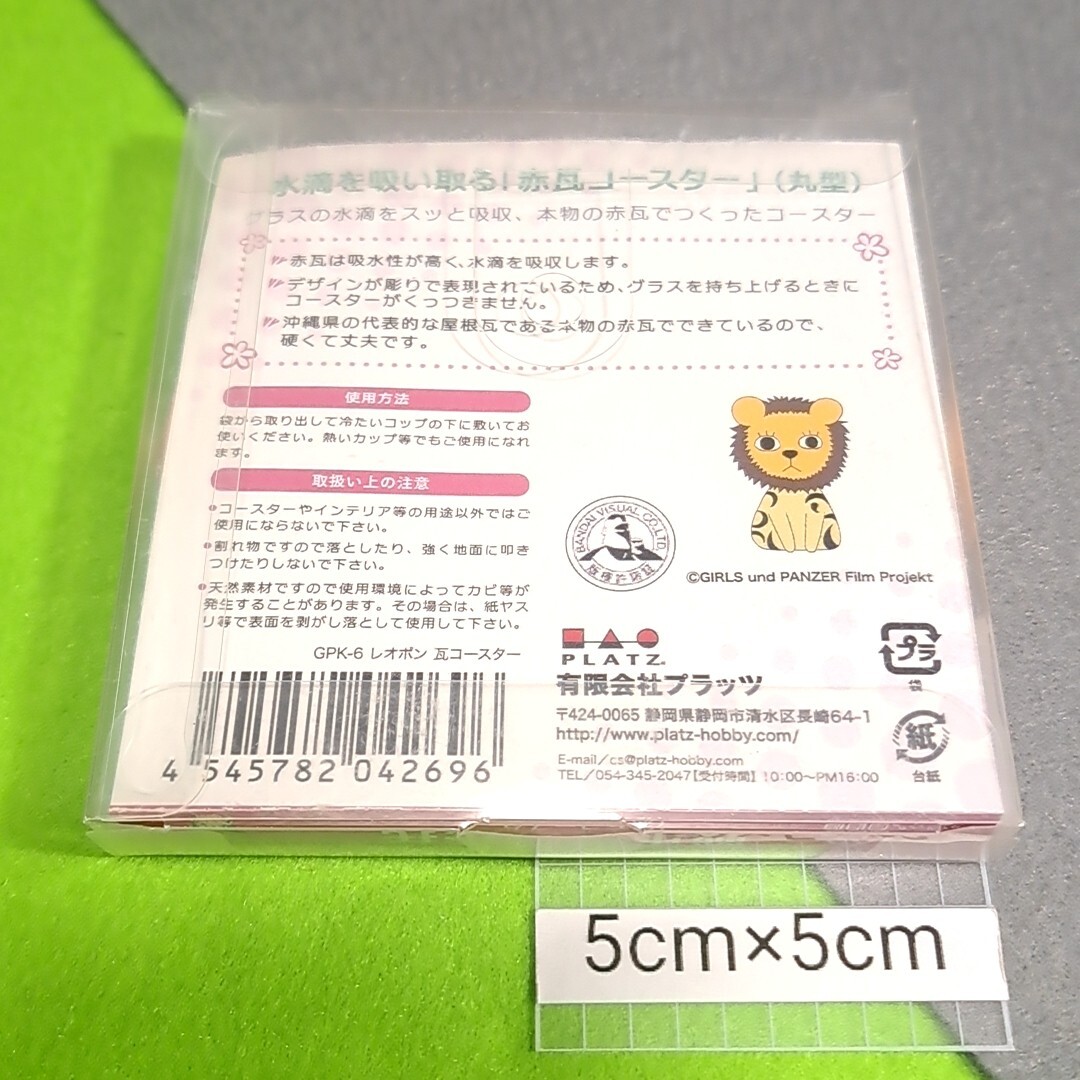 水滴を吸い取る!「赤瓦コースター」(丸型)
グラスの水滴をスッと吸収、本物の赤瓦でつくったコースター
赤瓦は吸水性が高く、水滴を吸収します。
デザインが彫りで表現されているため、グラスを持ち上げるときに
コースターがくっつきません。
沖縄県の代表的な屋根瓦である本物の赤瓦でできているので、
硬くて丈夫です。
使用方法
袋から取り出して冷たいコップの下に敷いてお
使いください。熱いカップ等でもご使用になれ
ます。
取扱い上の注意
コースターやインテリア等の用途以外ではご
使用にならないで下さい。
割れ物ですので落としたり、強く地面に叩き
つけたりしないで下さい。
天然素材ですので使用環境によってカビ等が
発生することがあります。その場合は、紙ヤス
リ等で表面を剥がし落として使用して下さい。
GPK-6 レオポン 瓦コースター
4 545782 042696
BANDAI VISUAL CO.,LTD.
©GIRLS und PANZER Film Projekt
PLATZ
有限会社プラッツ
〒424-0065 静岡県静岡市清水区長崎64-1
http://www.platz-hobby.com/
E-mail/cs@platz-hobby.com
TEL/054-345-2047【受付時間】10:00〜PM16:00
プラ
袋
紙
台紙
5cm×5cm